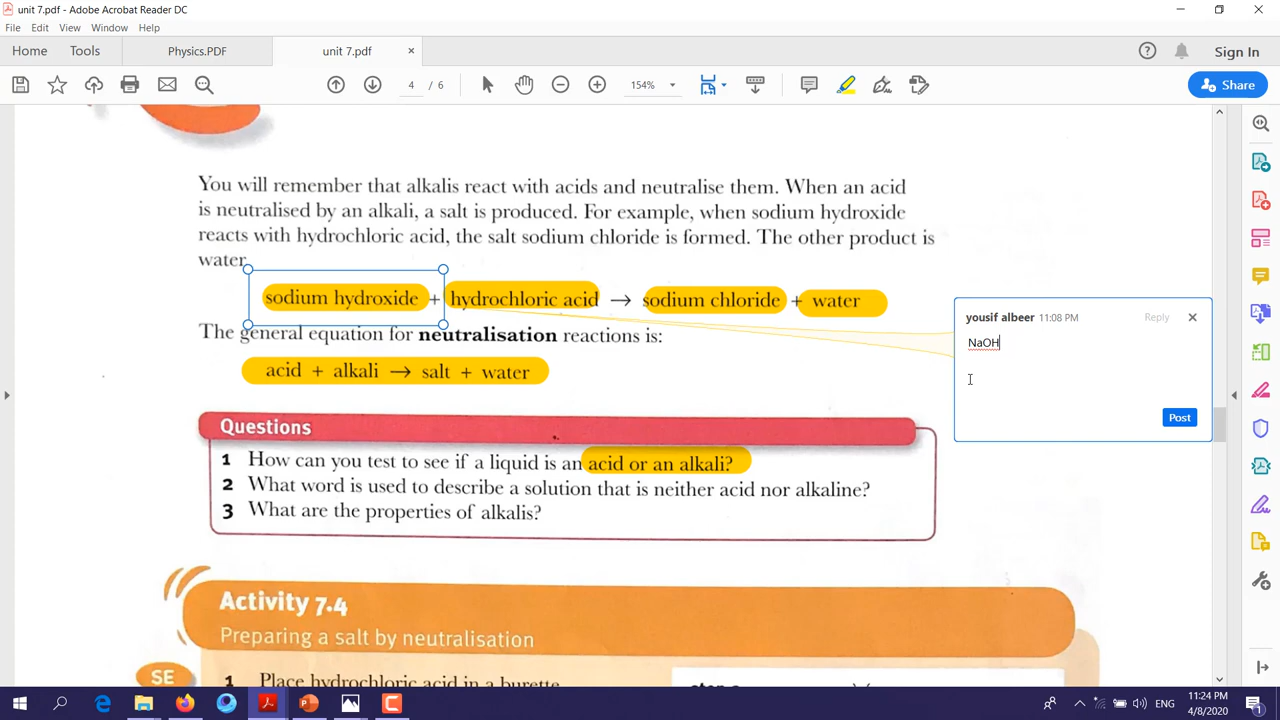 unit 7.pdf - Adobe Acrobat Reader DC
File Edit View Window Help
Home Tools Physics.PDF unit 7.pdf × Sign In
4 / 6 154% Share
You will remember that alkalis react with acids and neutralise them. When an acid
is neutralised by an alkali, a salt is produced. For example, when sodium hydroxide
reacts with hydrochloric acid, the salt sodium chloride is formed. The other product is
water.
sodium hydroxide + hydrochloric acid → sodium chloride + water
The general equation for neutralisation reactions is:
acid + alkali → salt + water
yousif albeer 11:08 PM Reply
NaOH
Post
Questions
1 How can you test to see if a liquid is an acid or an alkali?
2 What word is used to describe a solution that is neither acid nor alkaline?
3 What are the properties of alkalis?
Activity 7.4
Preparing a salt by neutralisation
SE
1 Place hydrochloric acid in a burette
ENG 11:24 PM
4/8/2020